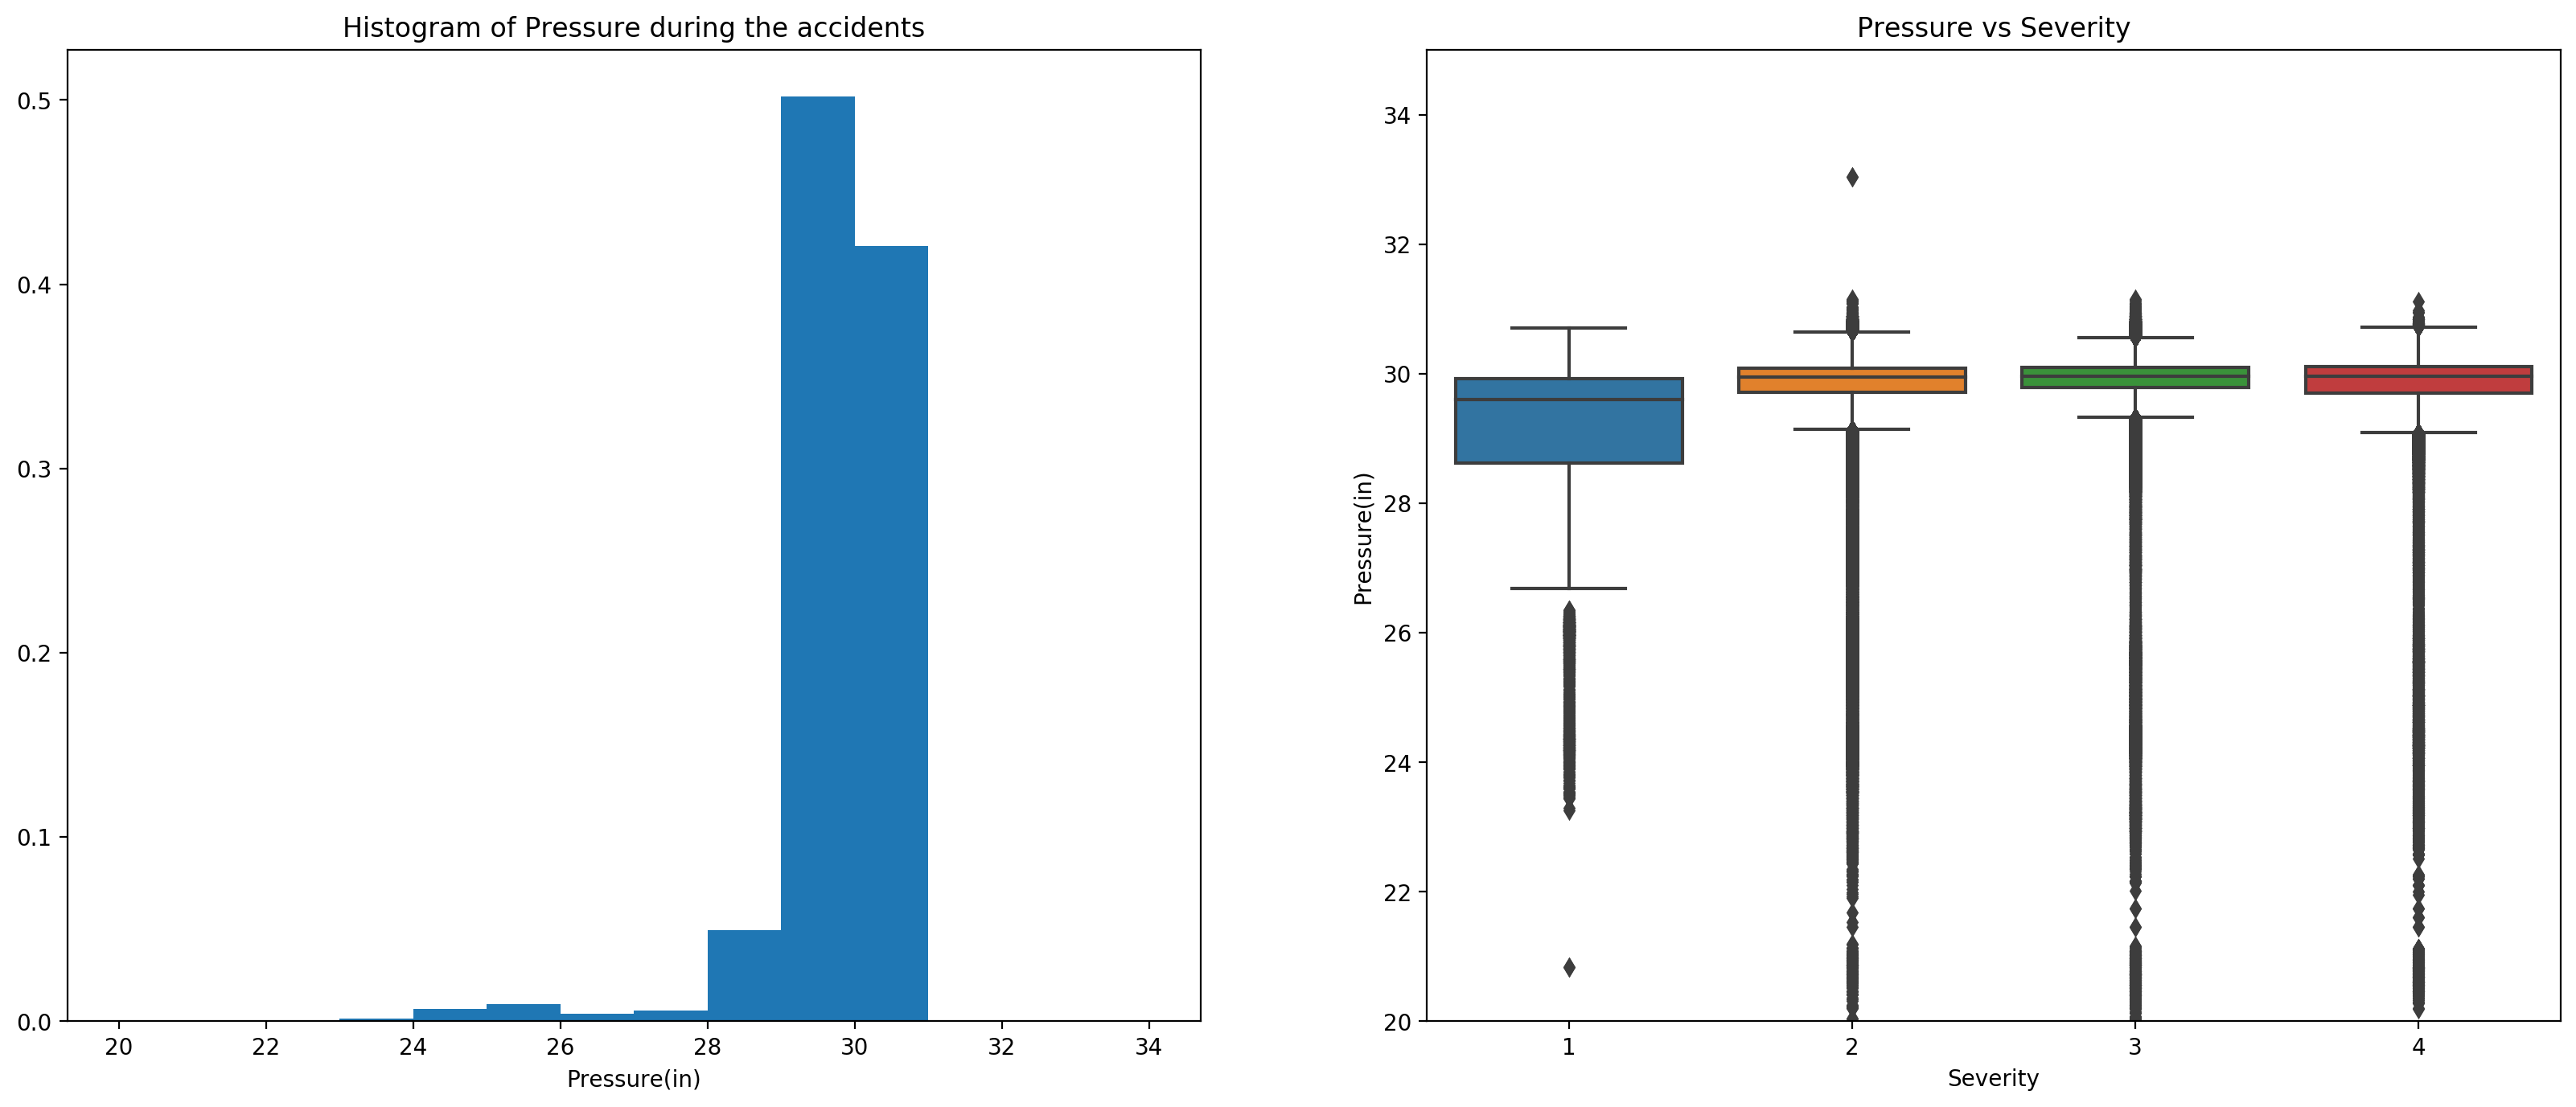 Histogram of Pressure during the accidents
0.5
0.4
0.3
0.2
0.1
0.0
20 22 24 26 28 30 32 34
Pressure(in)
Pressure vs Severity
Pressure(in)
34
32
30
28
26
24
22
20
1 2 3 4
Severity